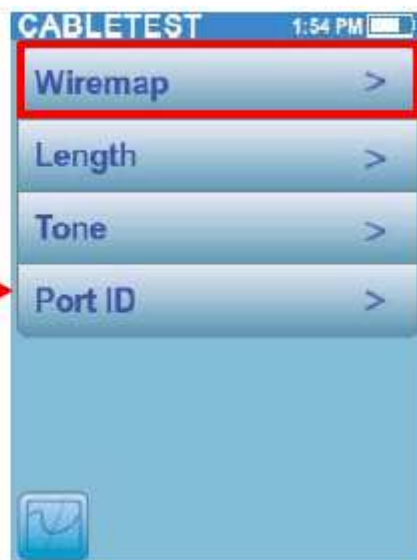 CABLETEST 1:54 PM
Wiremap >
Length >
Tone >
Port ID >